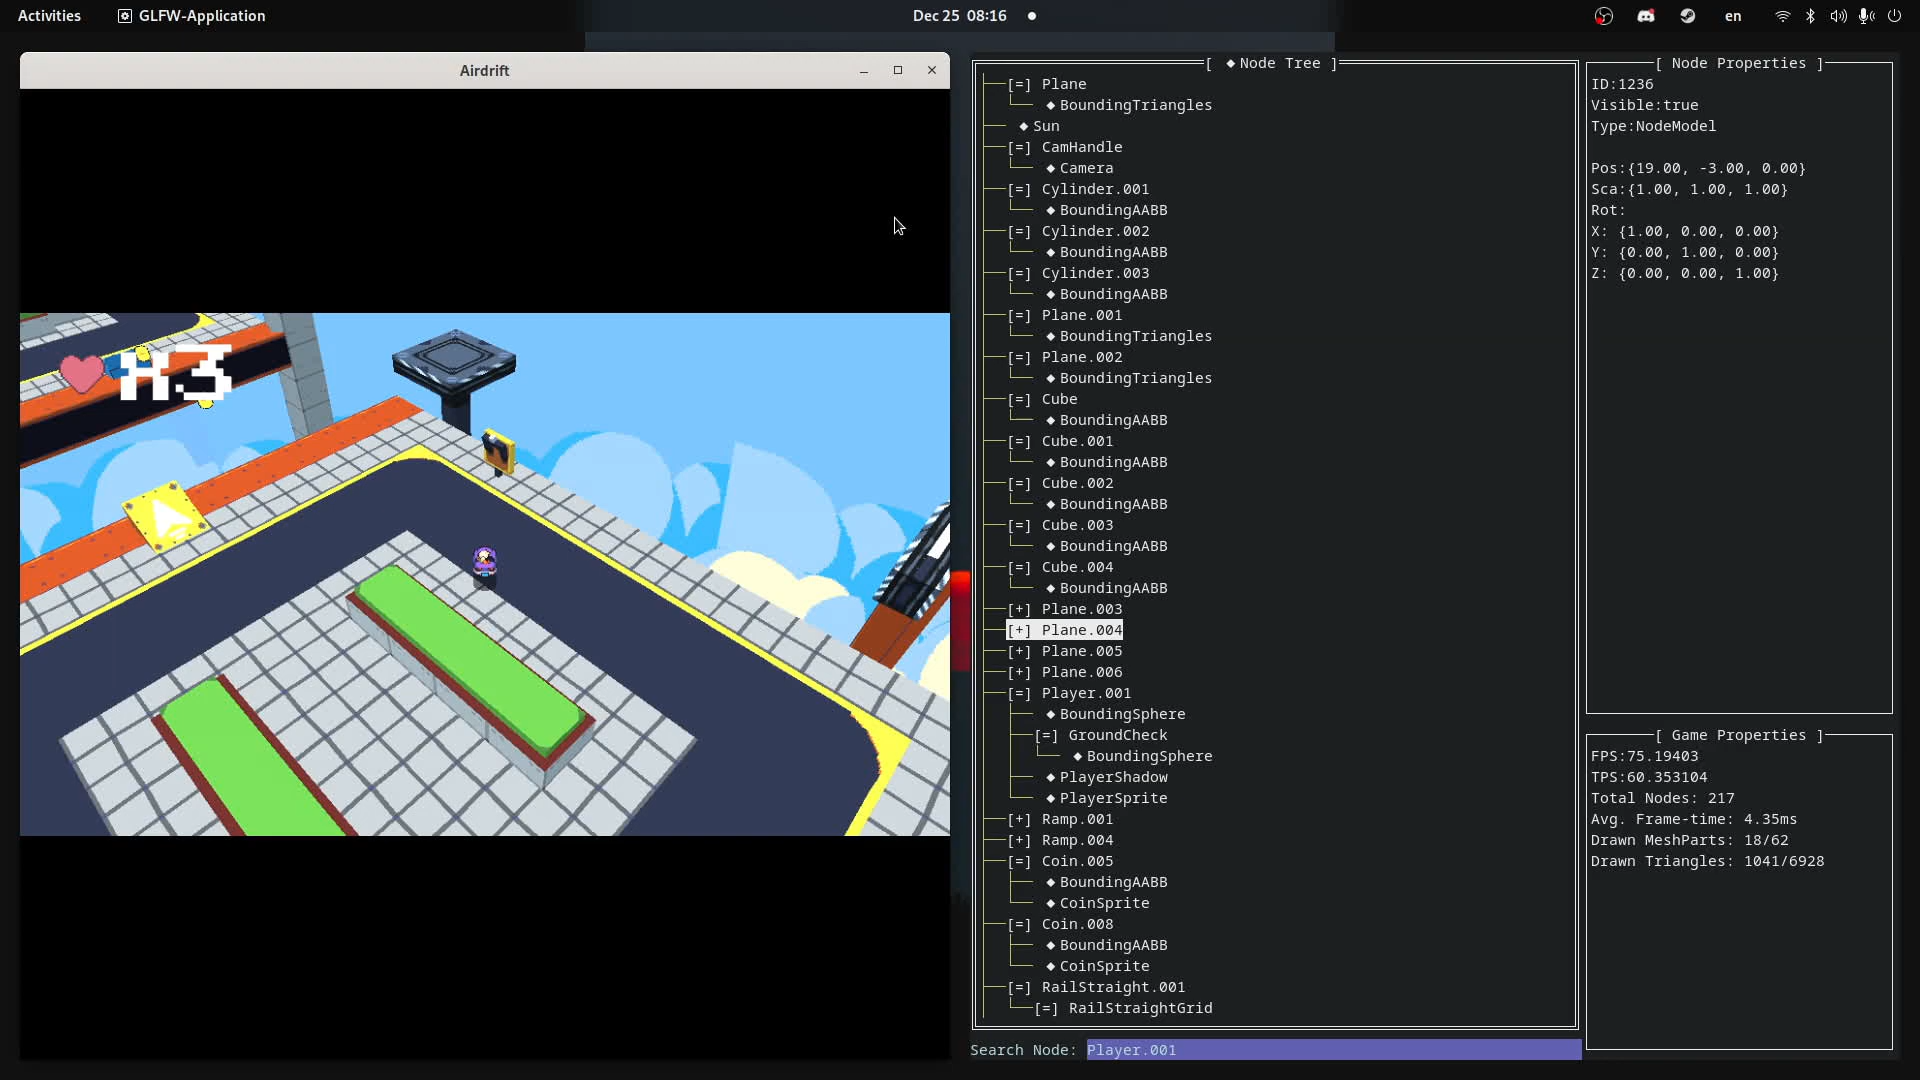 Activities GLFW-Application Dec 25 08:16 en
Airdrift
x3
[ ◆Node Tree ]
[=] Plane
◆BoundingTriangles
◆Sun
[=] CamHandle
◆Camera
[=] Cylinder.001
◆BoundingAABB
[=] Cylinder.002
◆BoundingAABB
[=] Cylinder.003
◆BoundingAABB
[=] Plane.001
◆BoundingTriangles
[=] Plane.002
◆BoundingTriangles
[=] Cube
◆BoundingAABB
[=] Cube.001
◆BoundingAABB
[=] Cube.002
◆BoundingAABB
[=] Cube.003
◆BoundingAABB
[=] Cube.004
◆BoundingAABB
[+] Plane.003
[+] Plane.004
[+] Plane.005
[+] Plane.006
[=] Player.001
◆BoundingSphere
[=] GroundCheck
◆BoundingSphere
◆PlayerShadow
◆PlayerSprite
[+] Ramp.001
[+] Ramp.004
[=] Coin.005
◆BoundingAABB
◆CoinSprite
[=] Coin.008
◆BoundingAABB
◆CoinSprite
[=] RailStraight.001
[=] RailStraightGrid
Search Node: Player.001
[ Node Properties ]
ID:1236
Visible:true
Type:NodeModel
Pos:{19.00, -3.00, 0.00}
Sca:{1.00, 1.00, 1.00}
Rot:
X: {1.00, 0.00, 0.00}
Y: {0.00, 1.00, 0.00}
Z: {0.00, 0.00, 1.00}
[ Game Properties ]
FPS:75.19403
TPS:60.353104
Total Nodes: 217
Avg. Frame-time: 4.35ms
Drawn MeshParts: 18/62
Drawn Triangles: 1041/6928